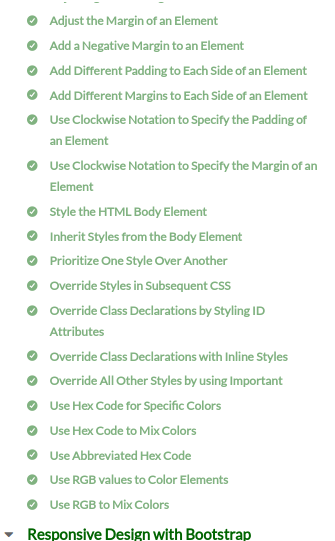 Adjust the Margin of an Element
Add a Negative Margin to an Element
Add Different Padding to Each Side of an Element
Add Different Margins to Each Side of an Element
Use Clockwise Notation to Specify the Padding of
an Element
Use Clockwise Notation to Specify the Margin of an
Element
Style the HTML Body Element
Inherit Styles from the Body Element
Prioritize One Style Over Another
Override Styles in Subsequent CSS
Override Class Declarations by Styling ID
Attributes
Override Class Declarations with Inline Styles
Override All Other Styles by using Important
Use Hex Code for Specific Colors
Use Hex Code to Mix Colors
Use Abbreviated Hex Code
Use RGB values to Color Elements
Use RGB to Mix Colors
Responsive Design with Bootstrap